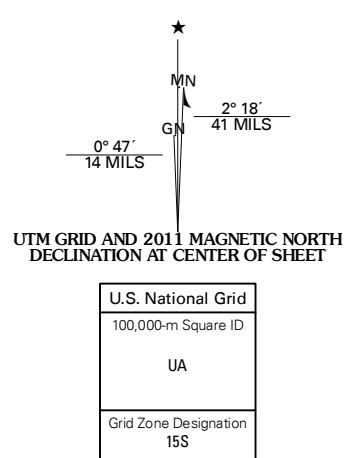 ★
MN
2° 18´
41 MILS
GN
0° 47´
14 MILS
UTM GRID AND 2011 MAGNETIC NORTH
DECLINATION AT CENTER OF SHEET
U.S. National Grid
100,000-m Square ID
UA
Grid Zone Designation
15S